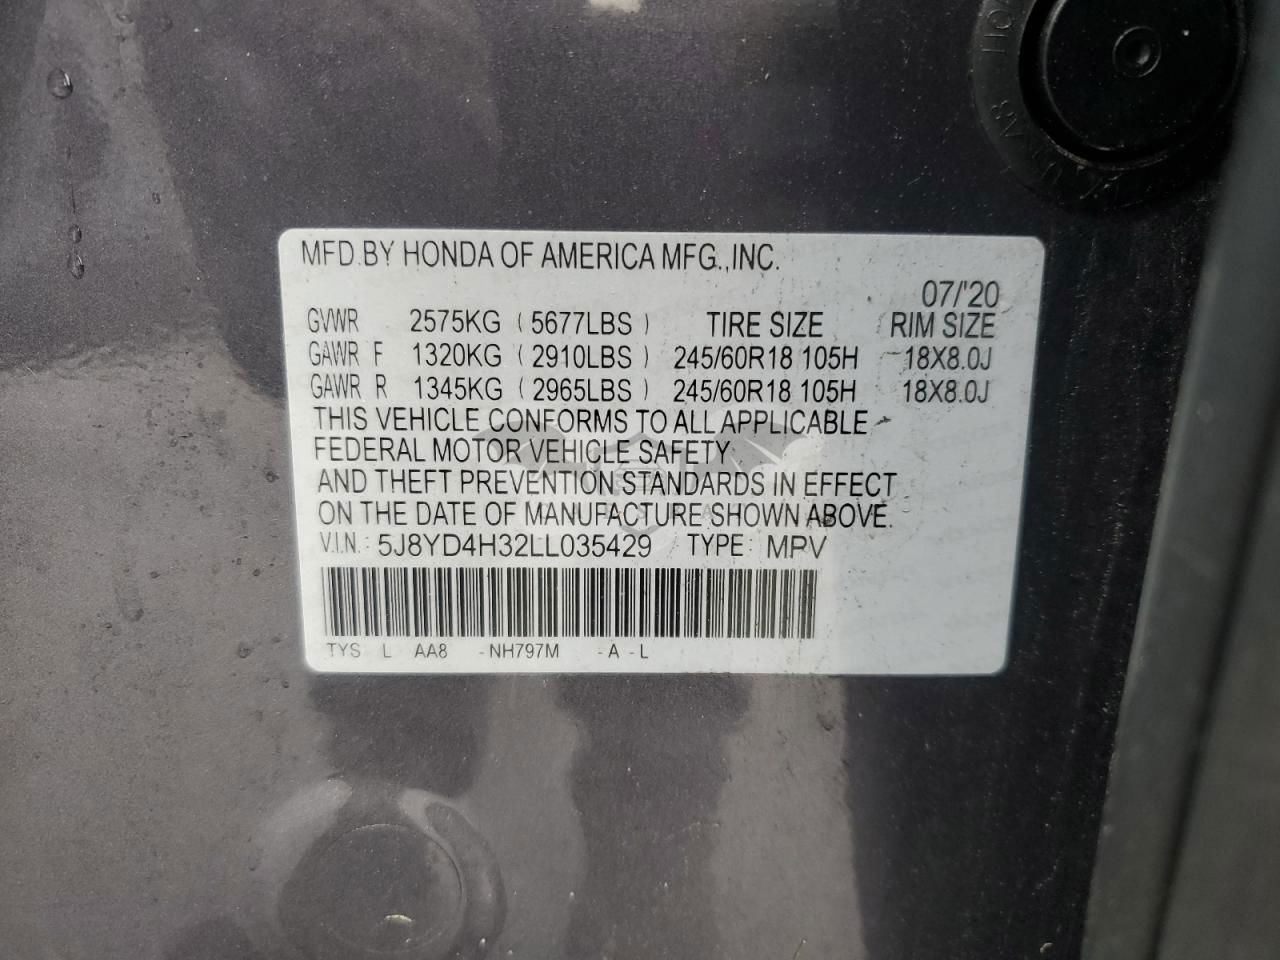 MFD.BY HONDA OF AMERICA MFG.,INC.
07/'20
GVWR 2575KG (5677LBS) TIRE SIZE RIM SIZE
GAWR F 1320KG (2910LBS) 245/60R18 105H 18X8.0J
GAWR R 1345KG (2965LBS) 245/60R18 105H 18X8.0J
THIS VEHICLE CONFORMS TO ALL APPLICABLE
FEDERAL MOTOR VEHICLE SAFETY
AND THEFT PREVENTION STANDARDS IN EFFECT
ON THE DATE OF MANUFACTURE SHOWN ABOVE.
V.I.N.: 5J8YD4H32LL035429 TYPE: MPV
TYS L AA8 -NH797M -A-L